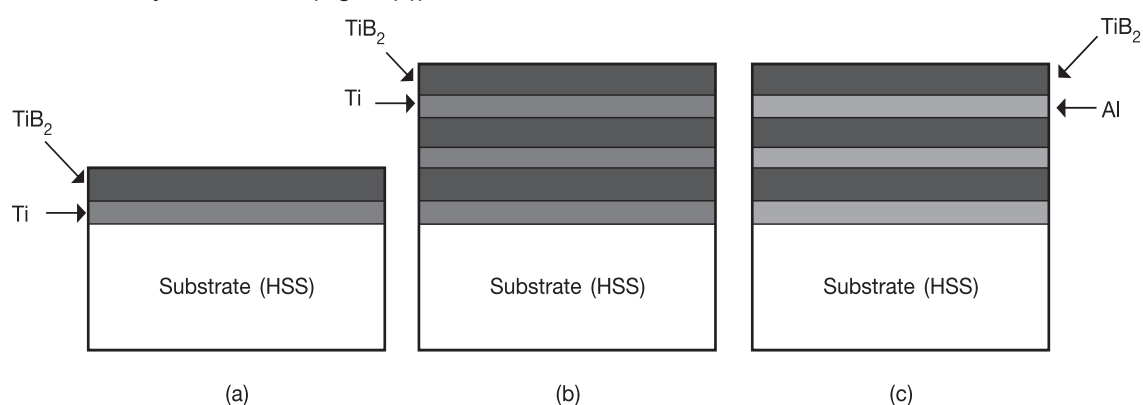 TiB2
Ti
Substrate (HSS)
(a)
TiB2
Ti
Substrate (HSS)
(b)
TiB2
Al
Substrate (HSS)
(c)